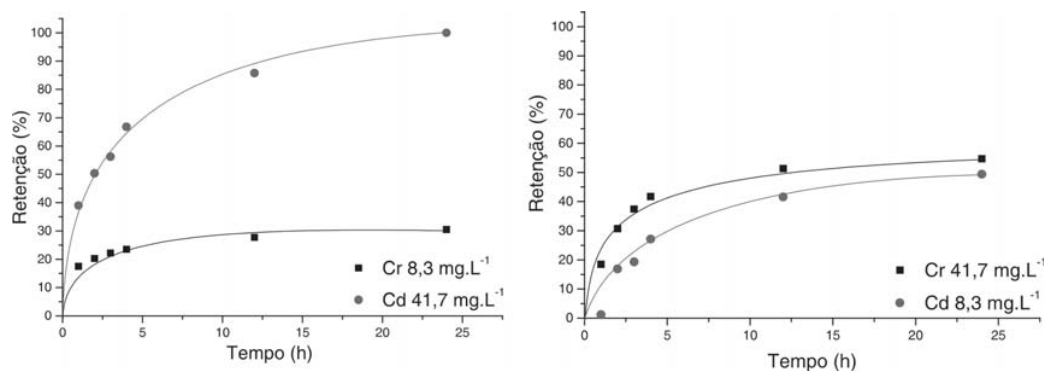 Retenção (%)
100
90
80
70
60
50
40
30
20
10
0
Cr 8,3 mg.L⁻¹
Cd 41,7 mg.L⁻¹
0 5 10 15 20 25
Tempo (h)
Retenção (%)
100
90
80
70
60
50
40
30
20
10
0
Cr 41,7 mg.L⁻¹
Cd 8,3 mg.L⁻¹
0 5 10 15 20 25
Tempo (h)